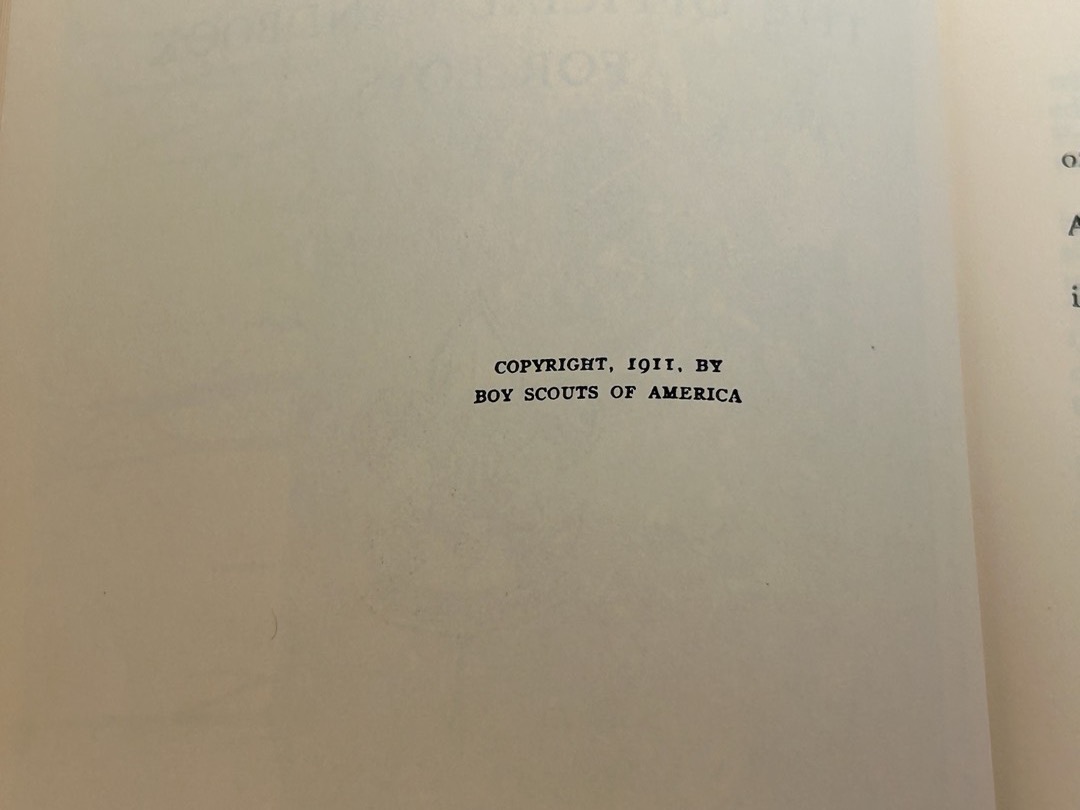 COPYRIGHT, 1911, BY
BOY SCOUTS OF AMERICA